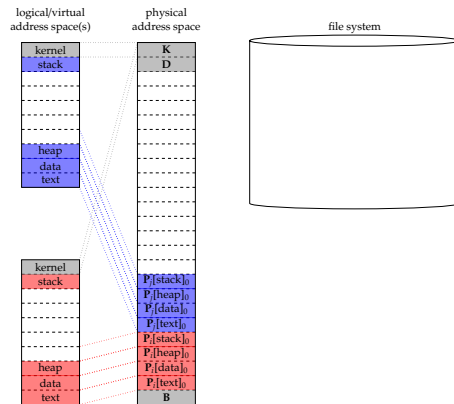 logical/virtual
address space(s)
kernel
stack
heap
data
text
kernel
stack
heap
data
text
physical
address space
K
D
Pⱼ[stack]₀
Pⱼ[heap]₀
Pⱼ[data]₀
Pⱼ[text]₀
Pᵢ[stack]₀
Pᵢ[heap]₀
Pᵢ[data]₀
Pᵢ[text]₀
B
file system